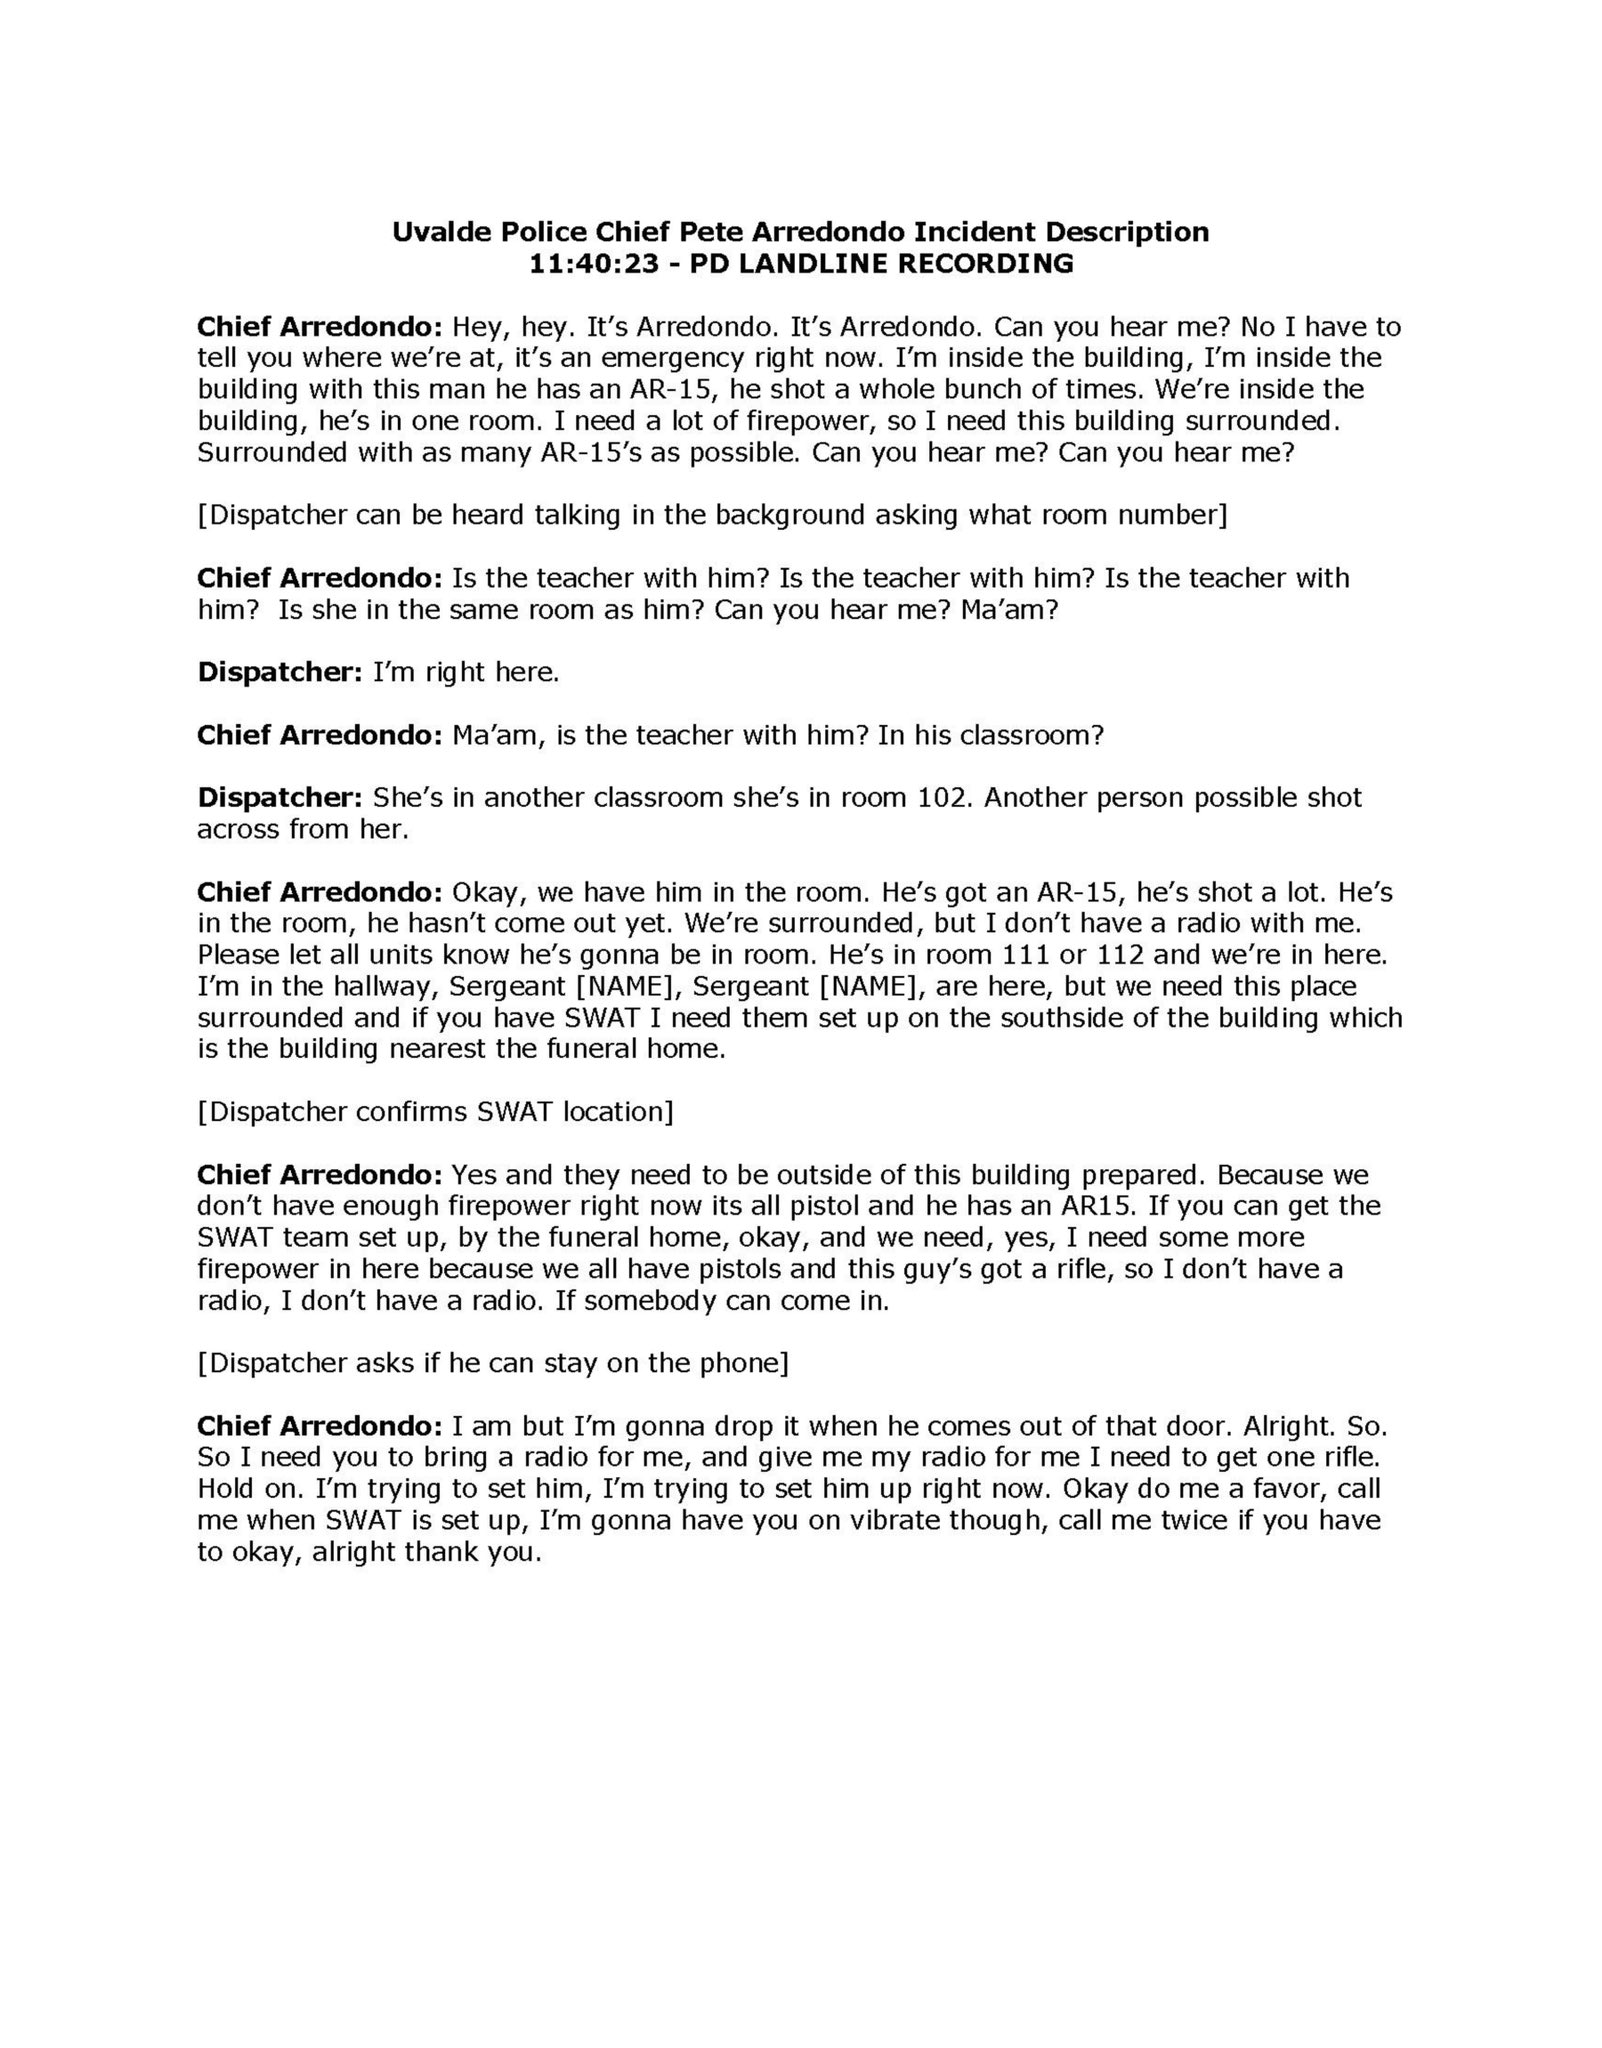 Uvalde Police Chief Pete Arredondo Incident Description
11:40:23 - PD LANDLINE RECORDING
Chief Arredondo: Hey, hey. It’s Arredondo. It’s Arredondo. Can you hear me? No I have to
tell you where we’re at, it’s an emergency right now. I’m inside the building, I’m inside the
building with this man he has an AR-15, he shot a whole bunch of times. We’re inside the
building, he’s in one room. I need a lot of firepower, so I need this building surrounded.
Surrounded with as many AR-15’s as possible. Can you hear me? Can you hear me?
[Dispatcher can be heard talking in the background asking what room number]
Chief Arredondo: Is the teacher with him? Is the teacher with him? Is the teacher with
him?  Is she in the same room as him? Can you hear me? Ma’am?
Dispatcher: I’m right here.
Chief Arredondo: Ma’am, is the teacher with him? In his classroom?
Dispatcher: She’s in another classroom she’s in room 102. Another person possible shot
across from her.
Chief Arredondo: Okay, we have him in the room. He’s got an AR-15, he’s shot a lot. He’s
in the room, he hasn’t come out yet. We’re surrounded, but I don’t have a radio with me.
Please let all units know he’s gonna be in room. He’s in room 111 or 112 and we’re in here.
I’m in the hallway, Sergeant [NAME], Sergeant [NAME], are here, but we need this place
surrounded and if you have SWAT I need them set up on the southside of the building which
is the building nearest the funeral home.
[Dispatcher confirms SWAT location]
Chief Arredondo: Yes and they need to be outside of this building prepared. Because we
don’t have enough firepower right now its all pistol and he has an AR15. If you can get the
SWAT team set up, by the funeral home, okay, and we need, yes, I need some more
firepower in here because we all have pistols and this guy’s got a rifle, so I don’t have a
radio, I don’t have a radio. If somebody can come in.
[Dispatcher asks if he can stay on the phone]
Chief Arredondo: I am but I’m gonna drop it when he comes out of that door. Alright. So.
So I need you to bring a radio for me, and give me my radio for me I need to get one rifle.
Hold on. I’m trying to set him, I’m trying to set him up right now. Okay do me a favor, call
me when SWAT is set up, I’m gonna have you on vibrate though, call me twice if you have
to okay, alright thank you.